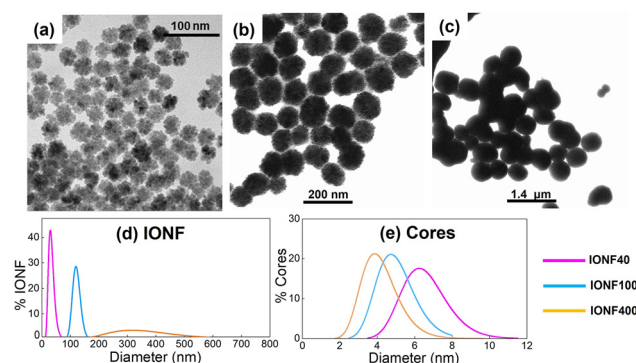 (a)
100 nm
(b)
200 nm
(c)
1.4 µm
(d) IONF
% IONF
40
30
20
10
0
0 100 200 300 400 500 600 700 800
Diameter (nm)
(e) Cores
% Cores
30
20
10
0
0 2 4 6 8 10 12
Diameter (nm)
IONF40
IONF100
IONF400